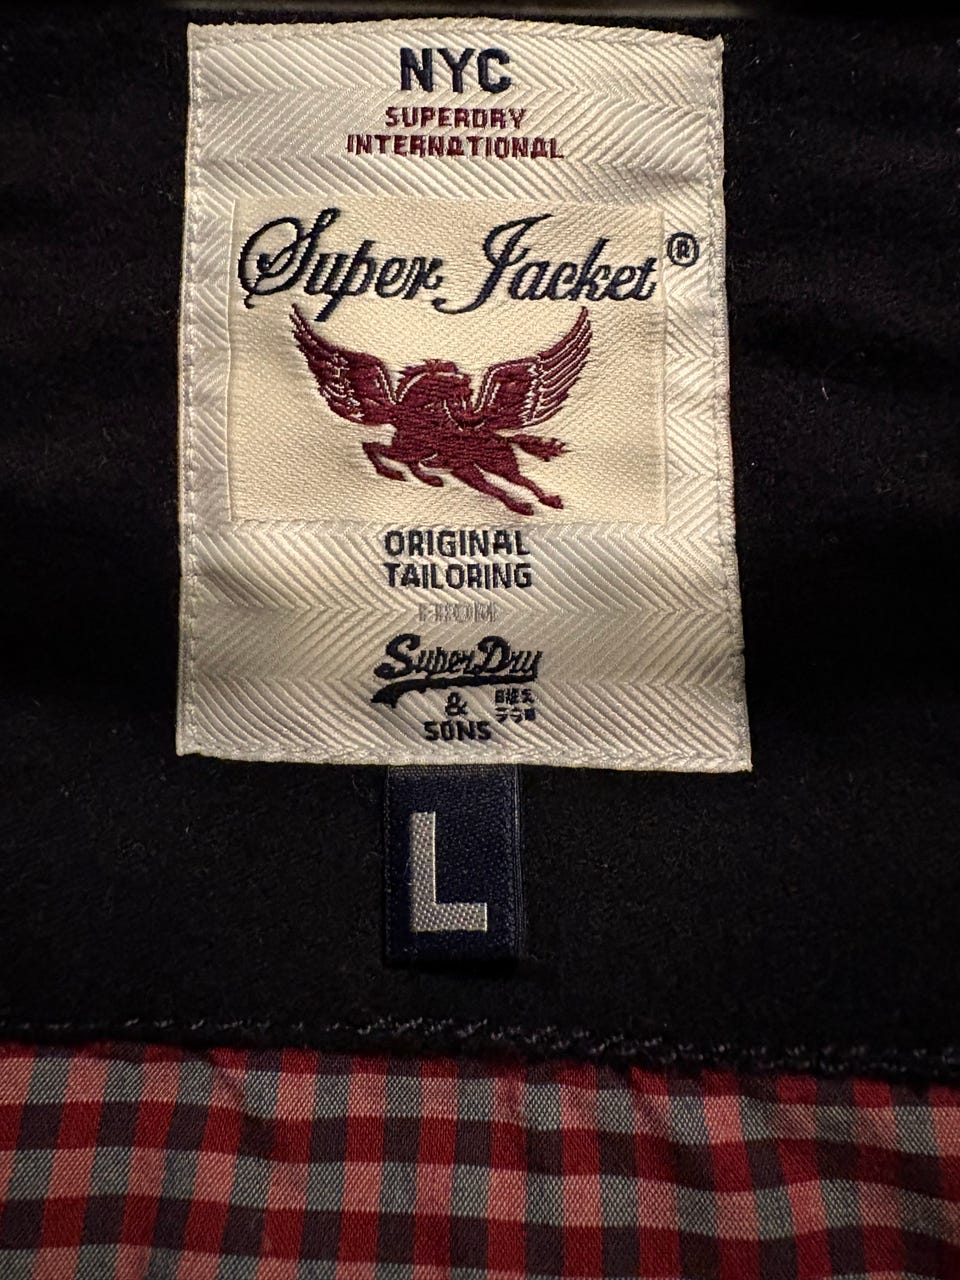 NYC
SUPERDRY
INTERNATIONAL
Super Jacket®
ORIGINAL
TAILORING
FROM
SuperDry
&
SONS
L